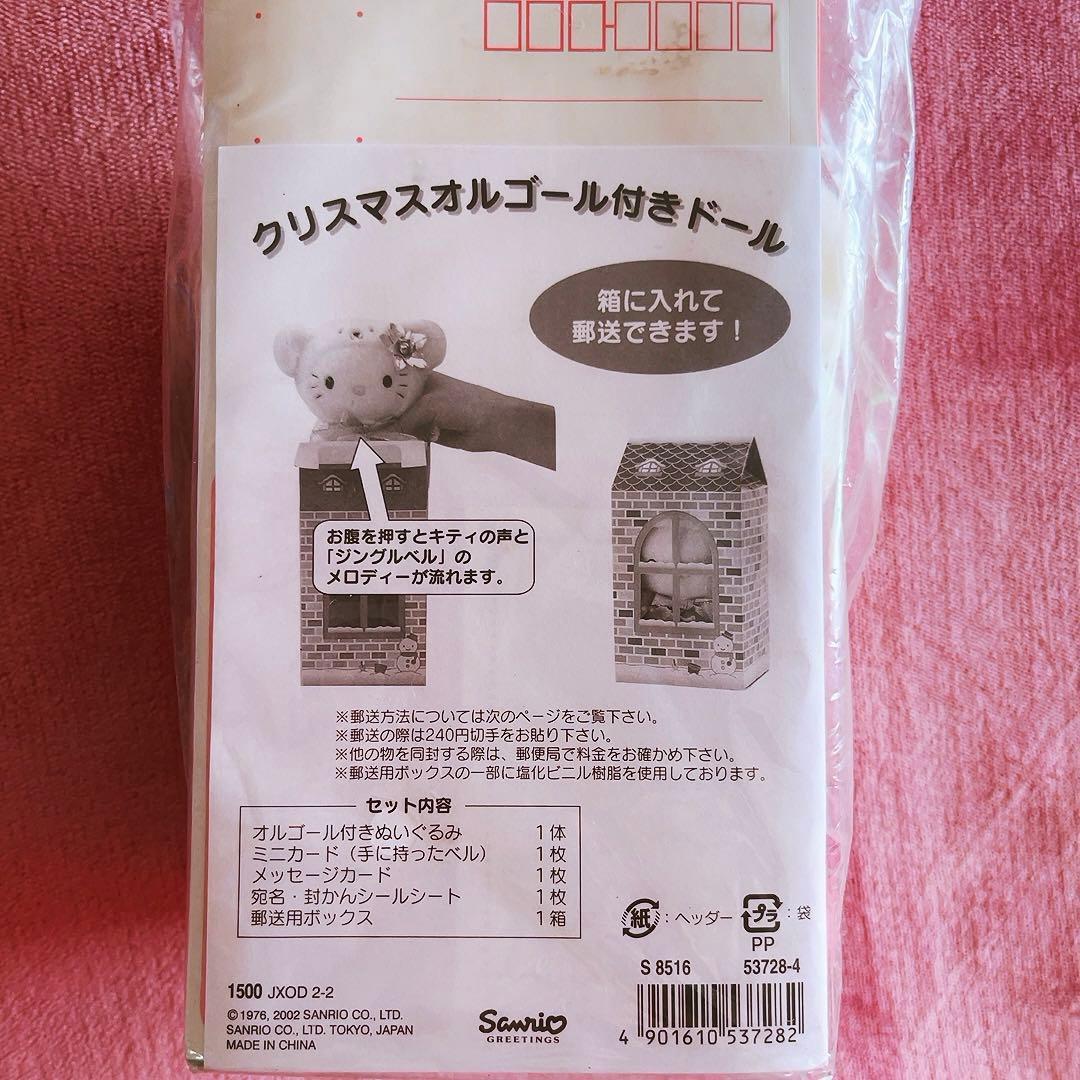 クリスマスオルゴール付きドール
箱に入れて
郵送できます！
お腹を押すとキティの声と
「ジングルベル」の
メロディーが流れます。
※郵送方法については次のページをご覧下さい。
※郵送の際は240円切手をお貼り下さい。
※他の物を同封する際は、郵便局で料金をお確かめ下さい。
※郵送用ボックスの一部に塩化ビニル樹脂を使用しております。
セット内容
オルゴール付きぬいぐるみ 1体
ミニカード（手に持ったベル） 1枚
メッセージカード 1枚
宛名・封かんシールシート 1枚
郵送用ボックス 1箱
紙：ヘッダー プラ：袋
PP
S 8516 53728-4
1500 JXOD 2-2
©1976, 2002 SANRIO CO., LTD.
SANRIO CO., LTD. TOKYO, JAPAN
MADE IN CHINA
Sanrio
GREETINGS
4 901610 537282